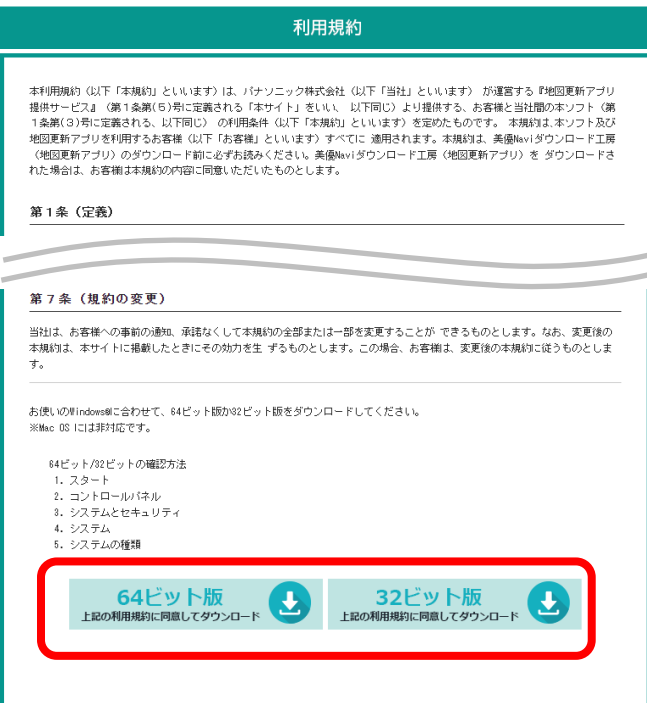 利用規約
本利用規約（以下「本規約」といいます）は、パナソニック株式会社（以下「当社」といいます） が運営する『地図更新アプリ
提供サービス』（第１条第(５)号に定義される「本サイト」をいい、 以下同じ）より提供する、お客様と当社間の本ソフト（第
１条第(３)号に定義される、以下同じ） の利用条件（以下「本規約」といいます）を定めたものです。 本規約は、本ソフト及び
地図更新アプリを利用するお客様（以下「お客様」といいます）すべてに 適用されます。本規約は、美優Naviダウンロード工房
（地図更新アプリ）のダウンロード前に必ずお読みください。美優Naviダウンロード工房（地図更新アプリ）を ダウンロードさ
れた場合は、お客様は本規約の内容に同意いただいたものとします。
第１条（定義）
第７条（規約の変更）
当社は、お客様への事前の通知、承諾なくして本規約の全部または一部を変更することが できるものとします。なお、変更後の
本規約は、本サイトに掲載したときにその効力を生 ずるものとします。この場合、お客様は、変更後の本規約に従うものとしま
す。
お使いのWindows®に合わせて、64ビット版か32ビット版をダウンロードしてください。
※Mac OS には非対応です。
64ビット/32ビットの確認方法
1. スタート
2. コントロールパネル
3. システムとセキュリティ
4. システム
5. システムの種類
64ビット版 32ビット版
上記の利用規約に同意してダウンロード 上記の利用規約に同意してダウンロード